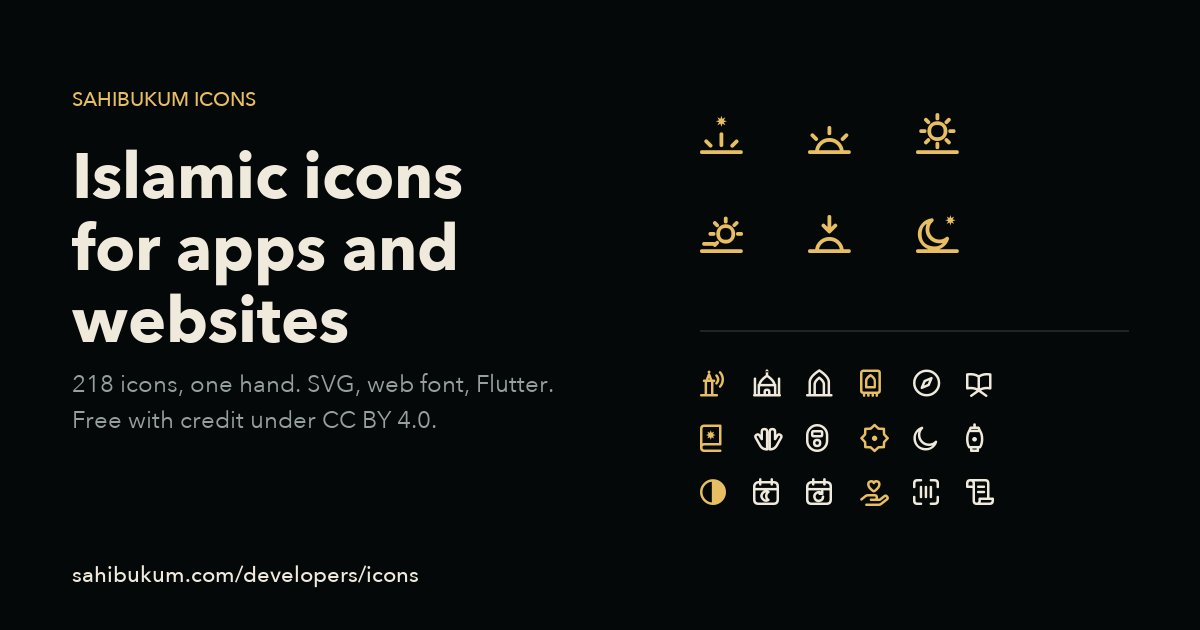 SAHIBUKUM ICONS
Islamic icons
for apps and
websites
218 icons, one hand. SVG, web font, Flutter.
Free with credit under CC BY 4.0.
sahibukum.com/developers/icons